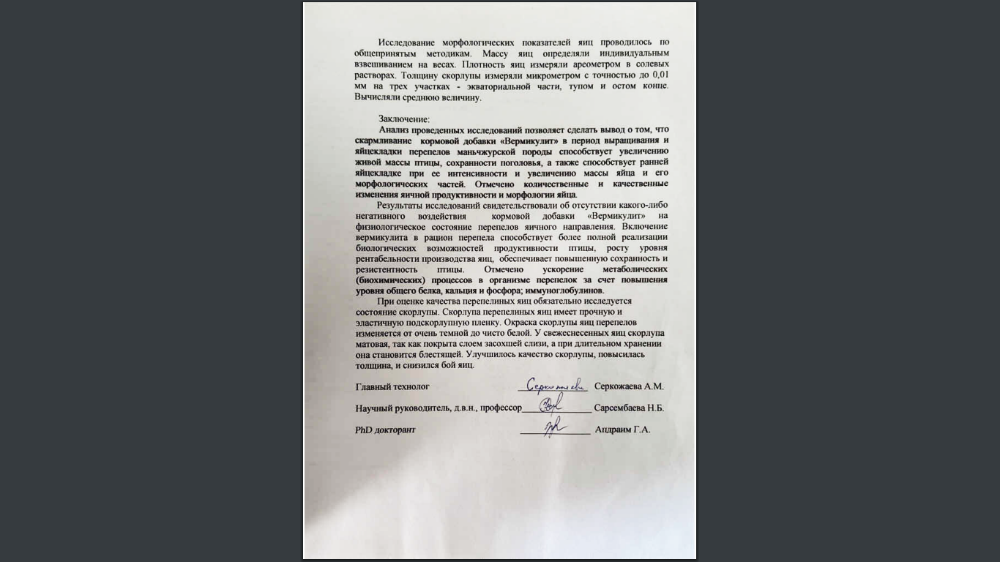 Исследование морфологических показателей яиц проводилось по
общепринятым методикам. Массу яиц определяли индивидуальным
взвешиванием на весах. Плотность яиц измеряли ареометром в солевых
растворах. Толщину скорлупы измеряли микрометром с точностью до 0,01
мм на трех участках - экваториальной части, тупом и остом конце.
Вычисляли среднюю величину.
Заключение:
Анализ проведенных исследований позволяет сделать вывод о том, что
скармливание кормовой добавки «Вермикулит» в период выращивания и
яйцекладки перепелов маньчжурской породы способствует увеличению
живой массы птицы, сохранности поголовья, а также способствует ранней
яйцекладке при ее интенсивности и увеличению массы яйца и его
морфологических частей. Отмечено количественные и качественные
изменения яичной продуктивности и морфологии яйца.
Результаты исследований свидетельствовали об отсутствии какого-либо
негативного воздействия кормовой добавки «Вермикулит» на
физиологическое состояние перепелов яичного направления. Включение
вермикулита в рацион перепела способствует более полной реализации
биологических возможностей продуктивности птицы, росту уровня
рентабельности производства яиц, обеспечивает повышенную сохранность и
резистентность птицы. Отмечено ускорение метаболических
(биохимических) процессов в организме перепелок за счет повышения
уровня общего белка, кальция и фосфора; иммуноглобулинов.
При оценке качества перепелиных яиц обязательно исследуется
состояние скорлупы. Скорлупа перепелиных яиц имеет прочную и
эластичную подскорлупную пленку. Окраска скорлупы яиц перепелов
изменяется от очень темной до чисто белой. У свежеснесенных яиц скорлупа
матовая, так как покрыта слоем засохшей слизи, а при длительном хранении
она становится блестящей. Улучшилось качество скорлупы, повысилась
толщина, и снизился бой яиц.
Главный технолог Серкожаева А.М.
Научный руководитель, д.в.н., профессор Сарсембаева Н.Б.
PhD докторант Апдраим Г.А.